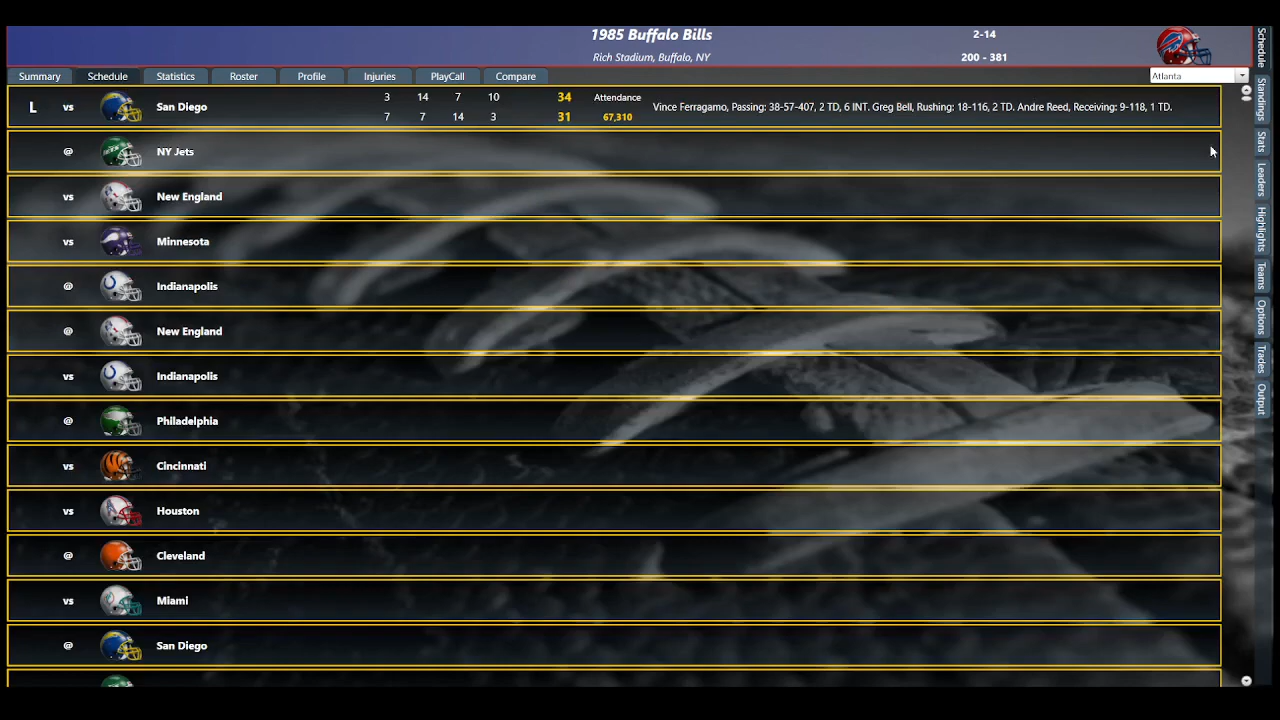 1985 Buffalo Bills
2-14
Rich Stadium, Buffalo, NY
200 - 381
Summary Schedule Statistics Roster Profile Injuries PlayCall Compare
Atlanta
L vs San Diego 3 14 7 10 34 Attendance
7 7 14 3 31 67,310
Vince Ferragamo, Passing: 38-57-407, 2 TD, 6 INT. Greg Bell, Rushing: 18-116, 2 TD. Andre Reed, Receiving: 9-118, 1 TD.
@ NY Jets
vs New England
vs Minnesota
@ Indianapolis
@ New England
vs Indianapolis
@ Philadelphia
vs Cincinnati
vs Houston
@ Cleveland
vs Miami
@ San Diego
Schedule
Standings
Stats
Leaders
Highlights
Teams
Options
Trades
Output